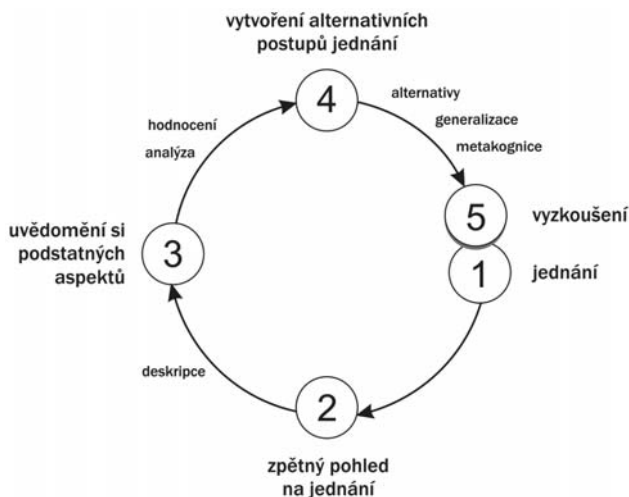 vytvoření alternativních
postupů jednání
4
alternativy
generalizace
metakognice
hodnocení
analýza
5
vyzkoušení
uvědomění si
podstatných
aspektů
3
1
jednání
deskripce
2
zpětný pohled
na jednání